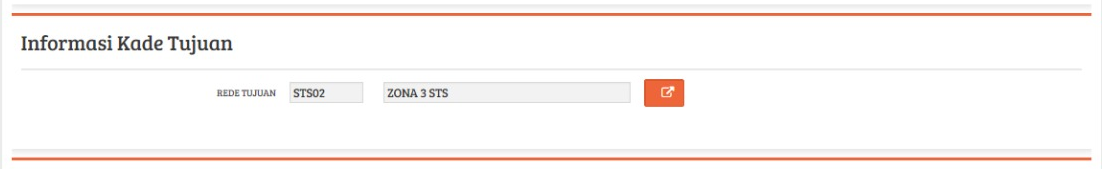 Informasi Kade Tujuan
REDE TUJUAN STS02 ZONA 3 STS